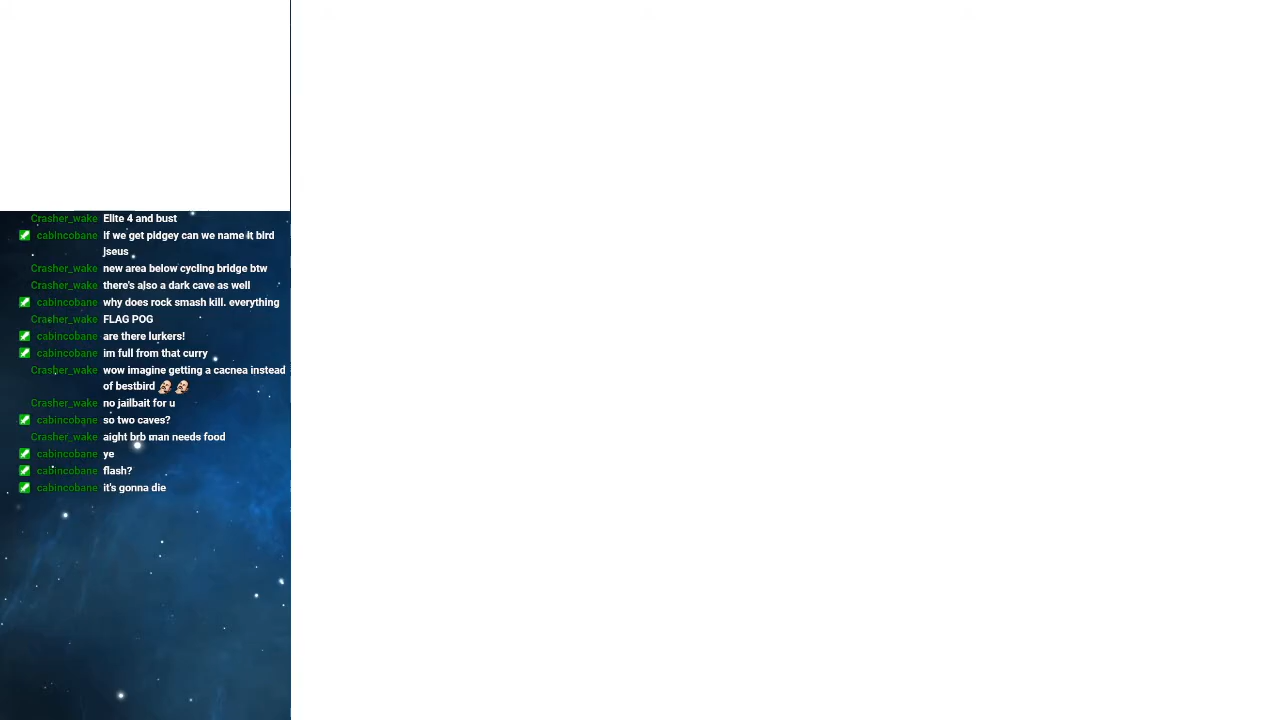 Crasher_wake Elite 4 and bust
cabincobane If we get pidgey can we name it bird
jseus
Crasher_wake new area below cycling bridge btw
Crasher_wake there's also a dark cave as well
cabincobane why does rock smash kill. everything
Crasher_wake FLAG POG
cabincobane are there lurkers!
cabincobane im full from that curry
Crasher_wake wow imagine getting a cacnea instead
of bestbird
Crasher_wake no jailbait for u
cabincobane so two caves?
Crasher_wake aight brb man needs food
cabincobane ye
cabincobane flash?
cabincobane it's gonna die